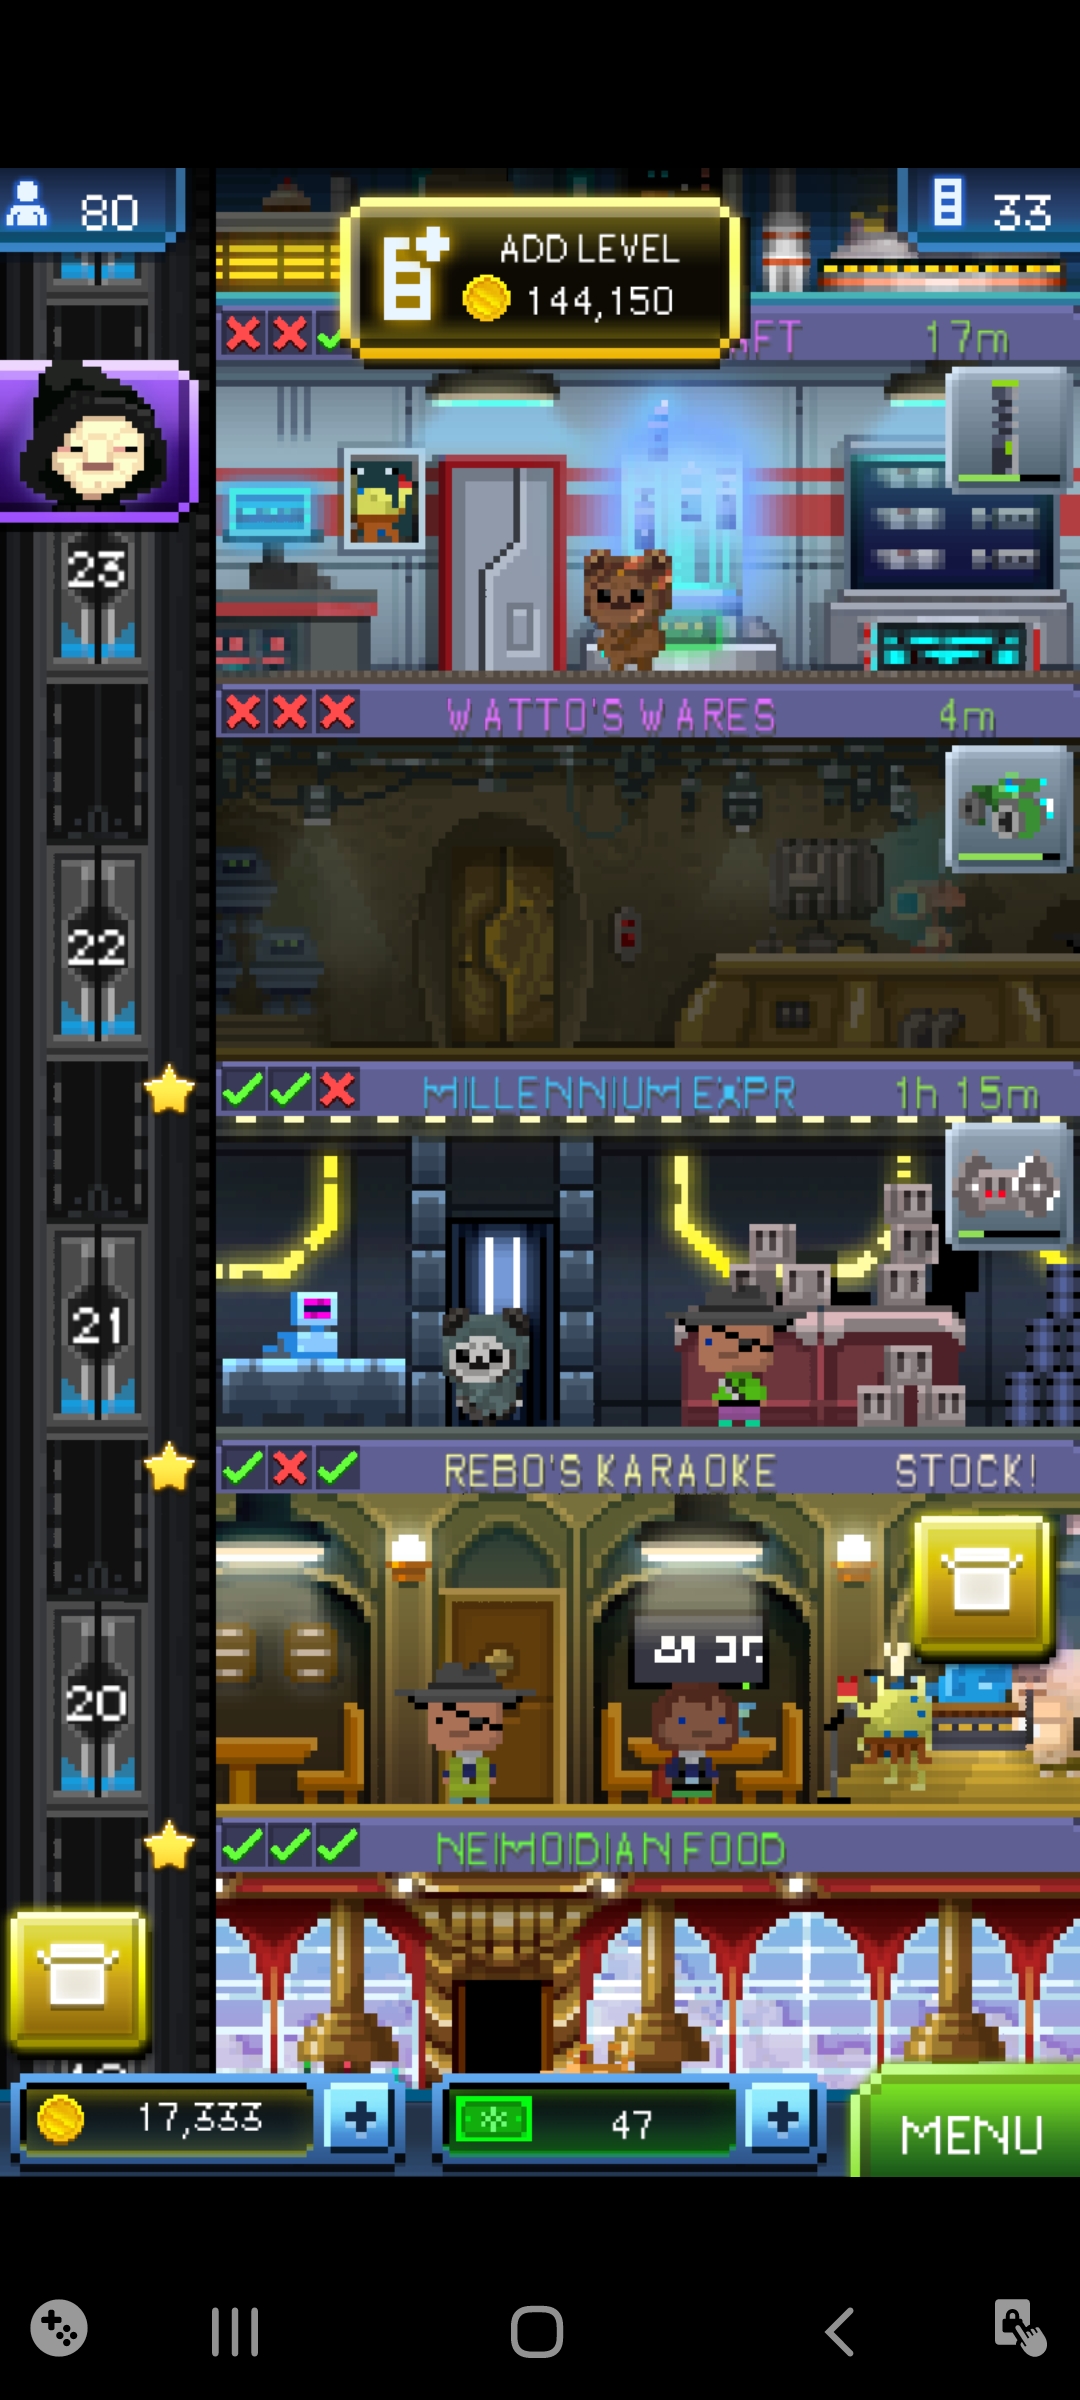 80
33
ADD LEVEL
144,150
FT 17m
23
WATTO'S WARES 4m
22
MILLENNIUM EXPR 1h 15m
21
REBO'S KARAOKE STOCK!
20
NEIMOIDIAN FOOD
17,333
47
MENU